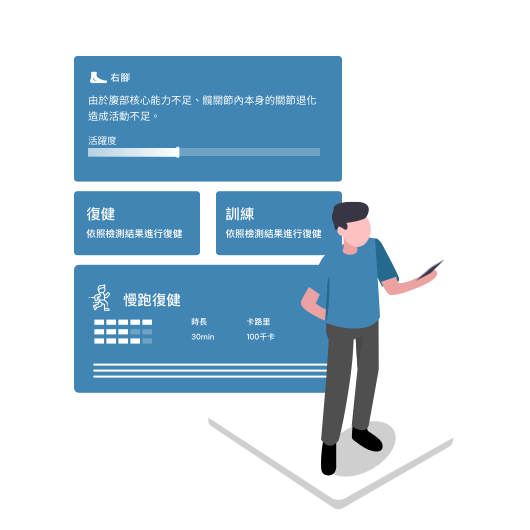 右腳
由於腹部核心能力不足、髖關節內本身的關節退化
造成活動不足。
活躍度
復健
依照檢測結果進行復健
訓練
依照檢測結果進行復健
慢跑復健
時長
卡路里
30min
100千卡